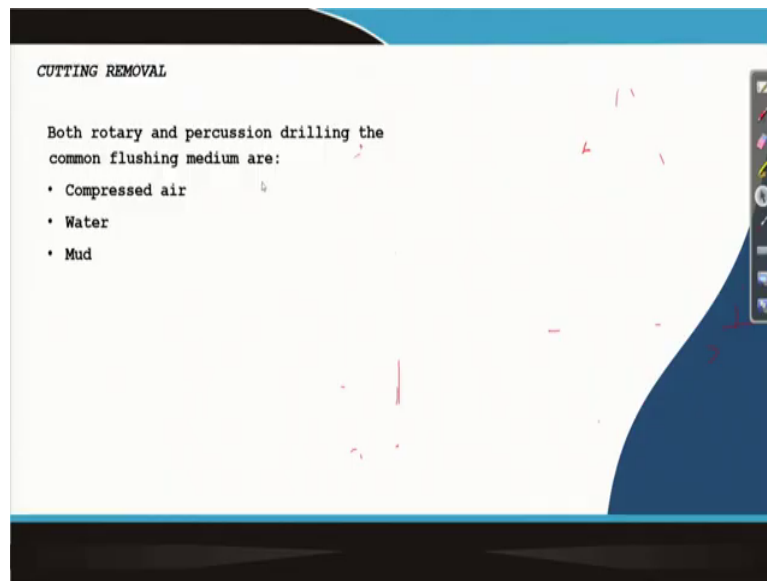 CUTTING REMOVAL
Both rotary and percussion drilling the
common flushing medium are:
• Compressed air
• Water
• Mud